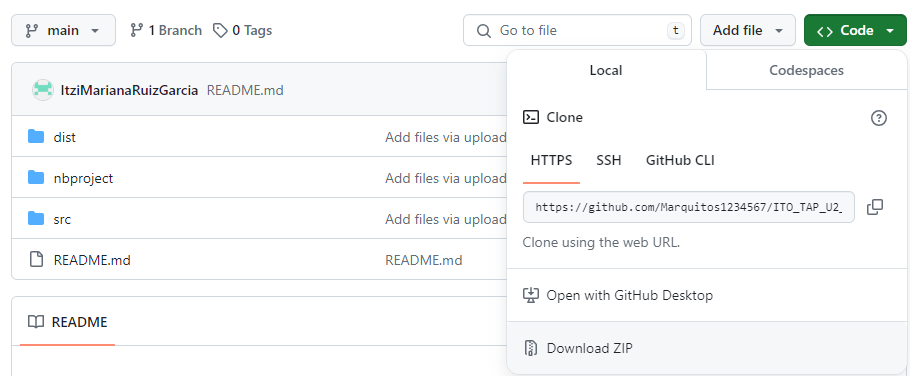 main 1 Branch 0 Tags Go to file t Add file Code
Local Codespaces
ItziMarianaRuizGarcia README.md
Clone
dist Add files via upload
HTTPS SSH GitHub CLI
nbproject Add files via upload
https://github.com/Marquitos1234567/ITO_TAP_U2_
src Add files via upload
Clone using the web URL.
README.md README.md
Open with GitHub Desktop
README
Download ZIP